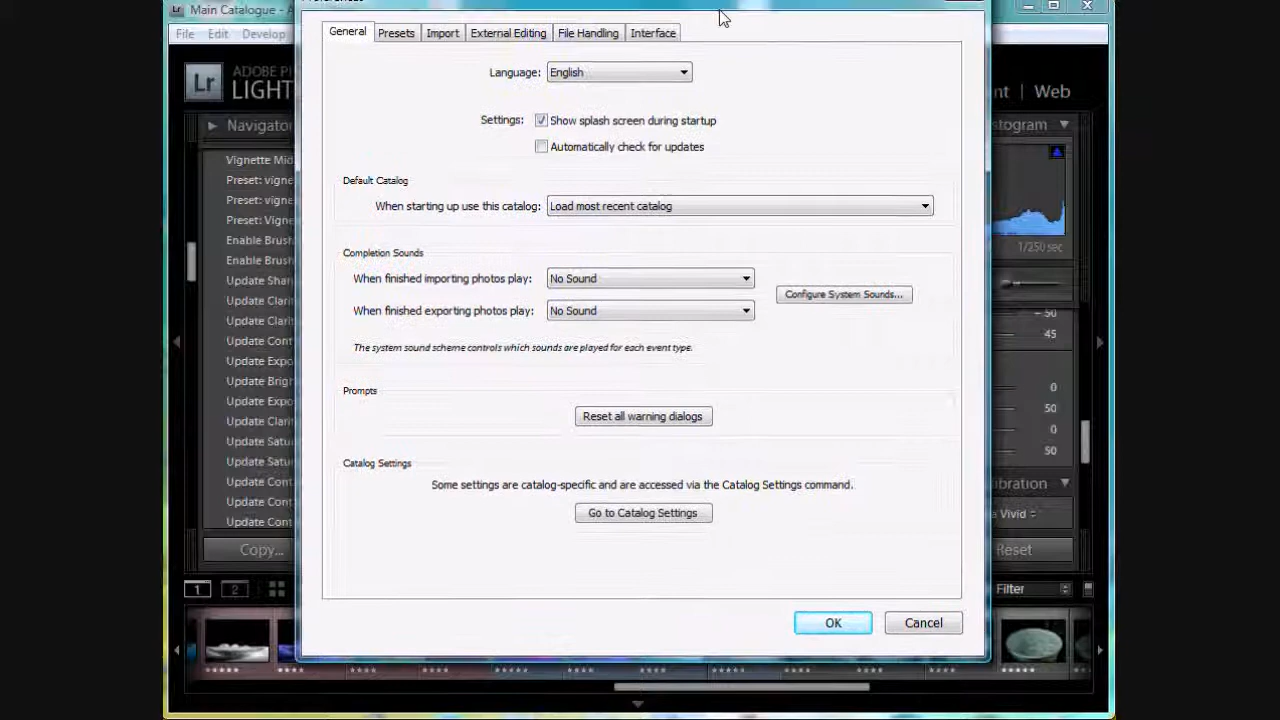 Main Catalogue - A
Preferences
File Edit Develop
General Presets Import External Editing File Handling Interface
Lr
ADOBE P
LIGHT
nt | Web
Language: English
Settings: Show splash screen during startup
Automatically check for updates
Default Catalog
When starting up use this catalog: Load most recent catalog
Completion Sounds
When finished importing photos play: No Sound
Configure System Sounds...
When finished exporting photos play: No Sound
The system sound scheme controls which sounds are played for each event type.
Prompts
Reset all warning dialogs
Catalog Settings
Some settings are catalog-specific and are accessed via the Catalog Settings command.
Go to Catalog Settings
OK Cancel
Navigator
Vignette Mid
Preset: vigne
Preset: vigne
Preset: Vigne
Enable Brush
Enable Brush
Update Shar
Update Clari
Update Clari
Update Cont
Update Expo
Update Brigh
Update Expo
Update Clarit
Update Satu
Update Satu
Update Cont
Update Cont
Update Cont
Copy...
1 2
stogram
1/250 sec
- 50
45
0
50
0
50
ibration
a Vivid
Reset
Filter